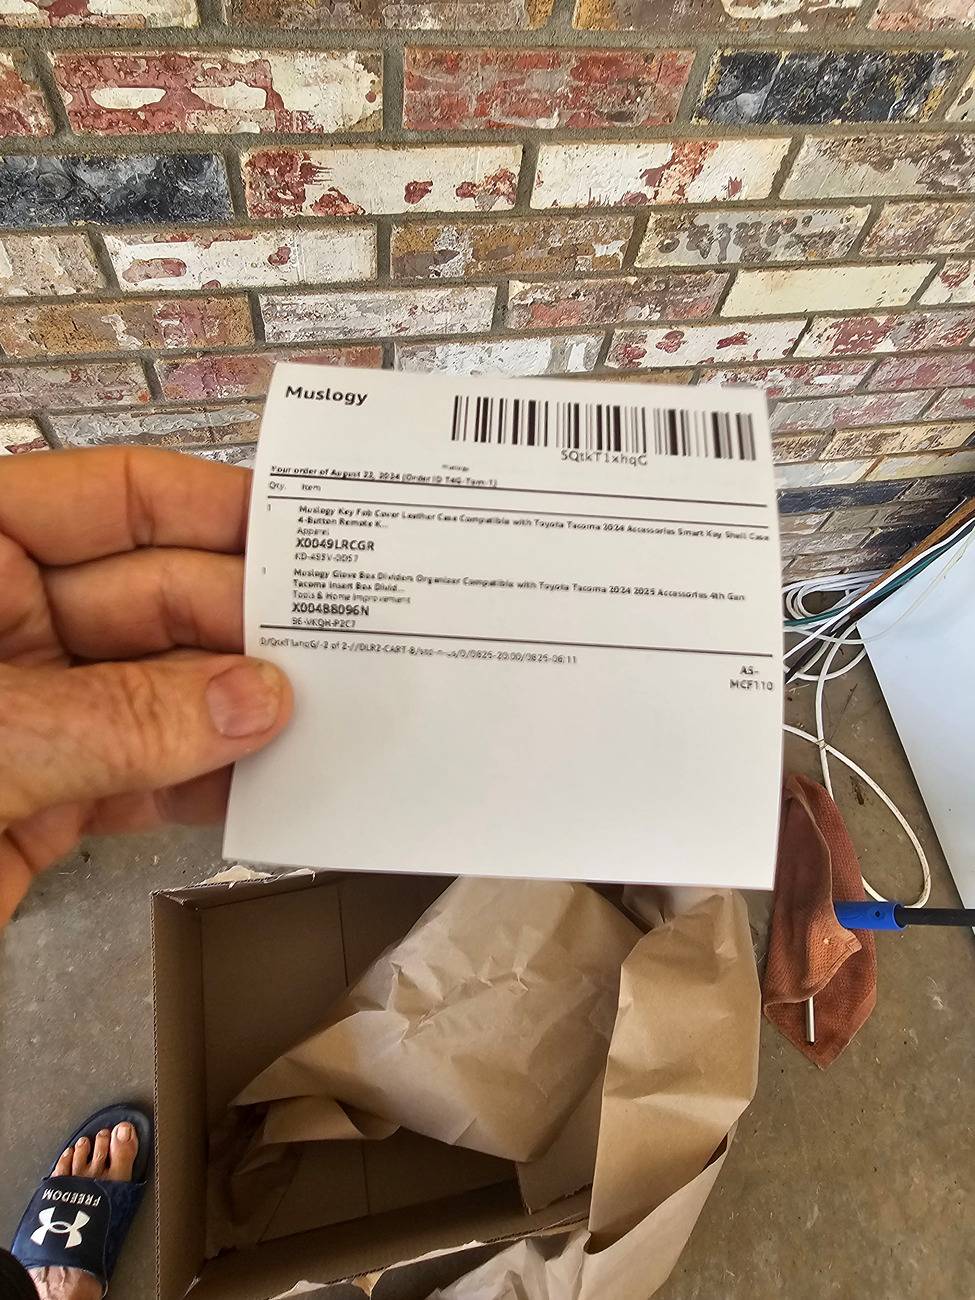 Muslogy
SQtkT1xhqG
Your order of August 22, 2024 (Order ID T4G-Tam-1)
Qty. Item
1 Muslogy Key Fob Cover Leather Case Compatible with Toyota Tacoma 2024 Accessories Smart Key Shell Case
4-Button Remote K...
Apparel
X0049LRCGR
1 Muslogy Glove Box Dividers Organizer Compatible with Toyota Tacoma 2024 2025 Accessories 4th Gen
Tacoma Insert Box Divid...
Tools & Home Improvement
X004B8096N
9E-VKQH-P2C7
AS-
MCF110
FREEDOM